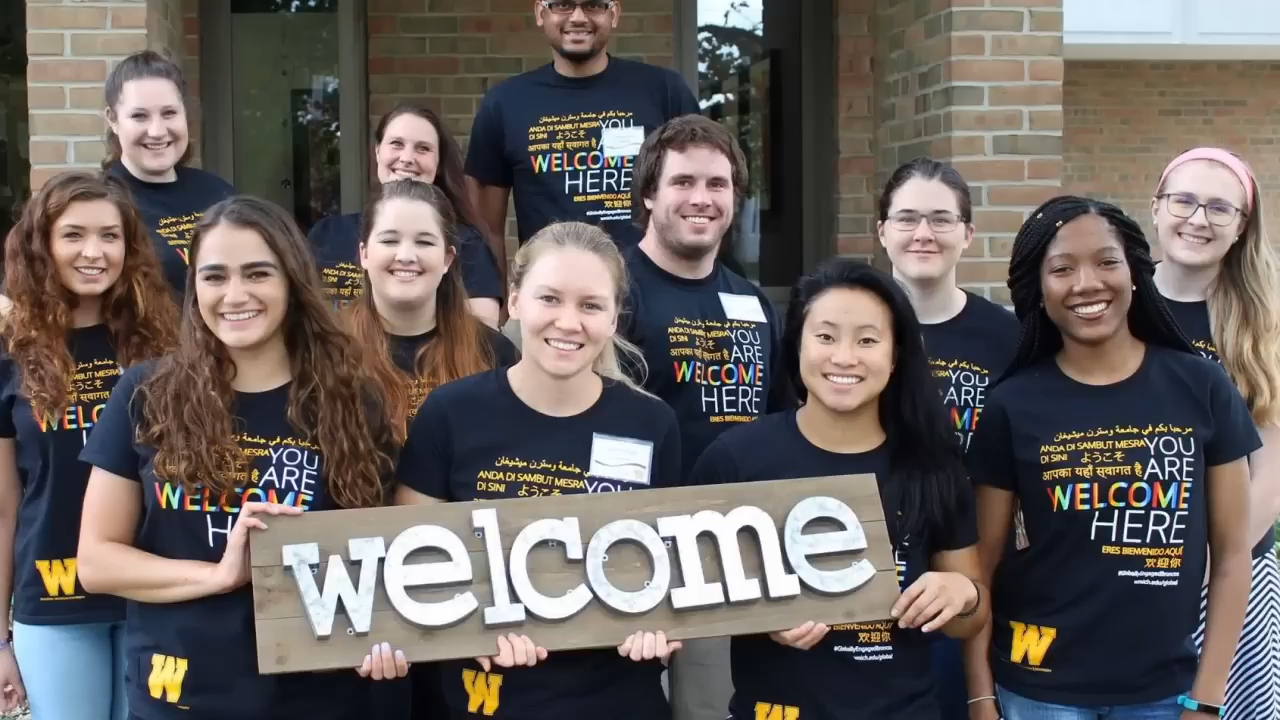 مرحبا بكم في جامعة وسترن ميشيغان
ANDA DI SAMBUT MESRA YOU
DI SINI ようこそ ARE
आपका यहाँ सुवागत है
WELCOME
HERE
ERES BIENVENIDO AQUÍ
欢迎你
#GloballyEngagedBroncos
wmich.edu/global
W
welcome